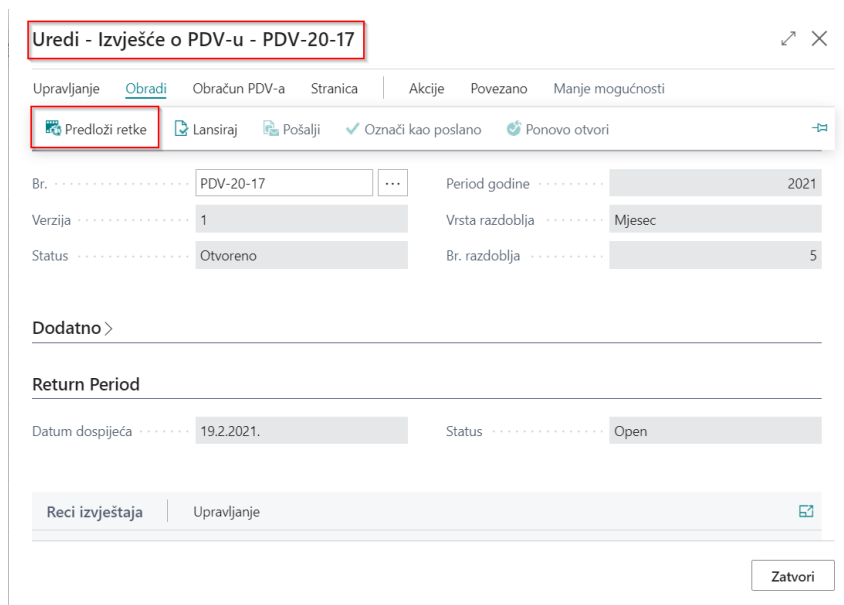 Uredi - Izvješće o PDV-u - PDV-20-17
Upravljanje Obradi Obračun PDV-a Stranica Akcije Povezano Manje mogućnosti
Predloži retke Lansiraj Pošalji Označi kao poslano Ponovo otvori
Br. PDV-20-17 ... Period godine 2021
Verzija 1 Vrsta razdoblja Mjesec
Status Otvoreno Br. razdoblja 5
Dodatno >
Return Period
Datum dospijeća 19.2.2021. Status Open
Reci izvještaja Upravljanje
Zatvori